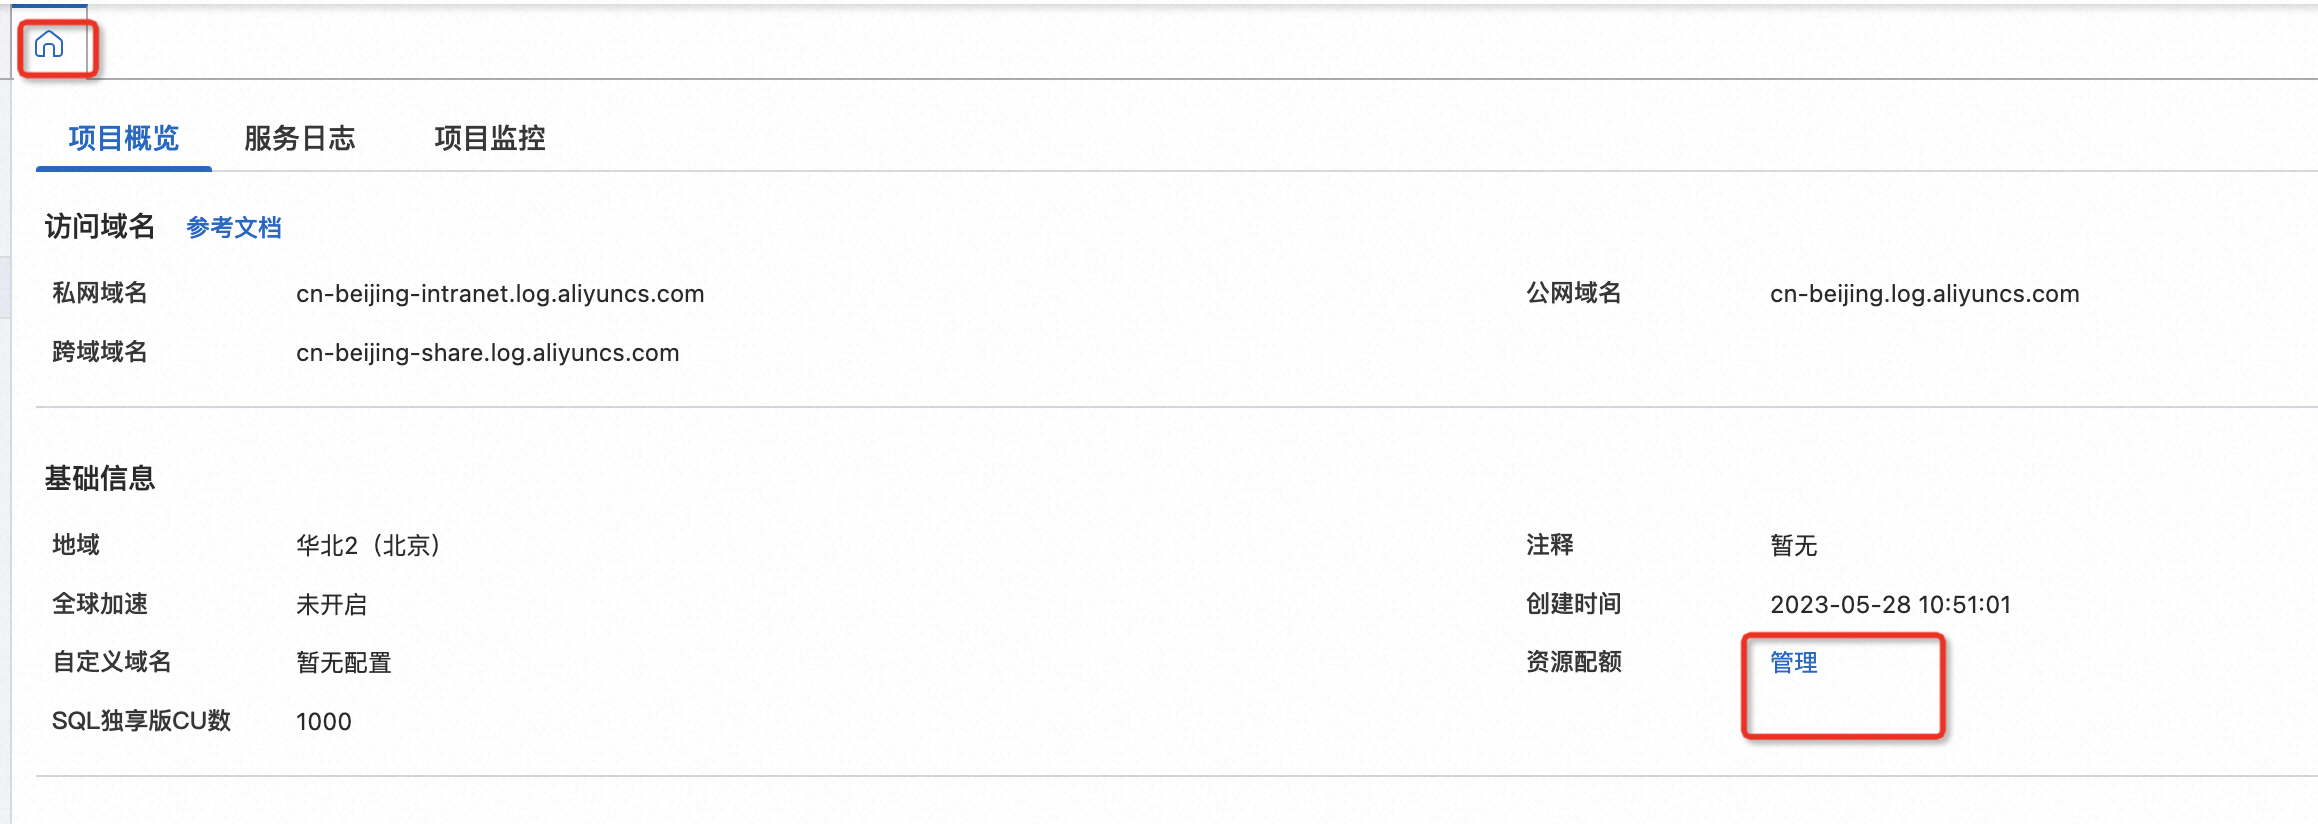 项目概览 服务日志 项目监控
访问域名 参考文档
私网域名 cn-beijing-intranet.log.aliyuncs.com 公网域名 cn-beijing.log.aliyuncs.com
跨域域名 cn-beijing-share.log.aliyuncs.com
基础信息
地域 华北2（北京） 注释 暂无
全球加速 未开启 创建时间 2023-05-28 10:51:01
自定义域名 暂无配置 资源配额 管理
SQL独享版CU数 1000